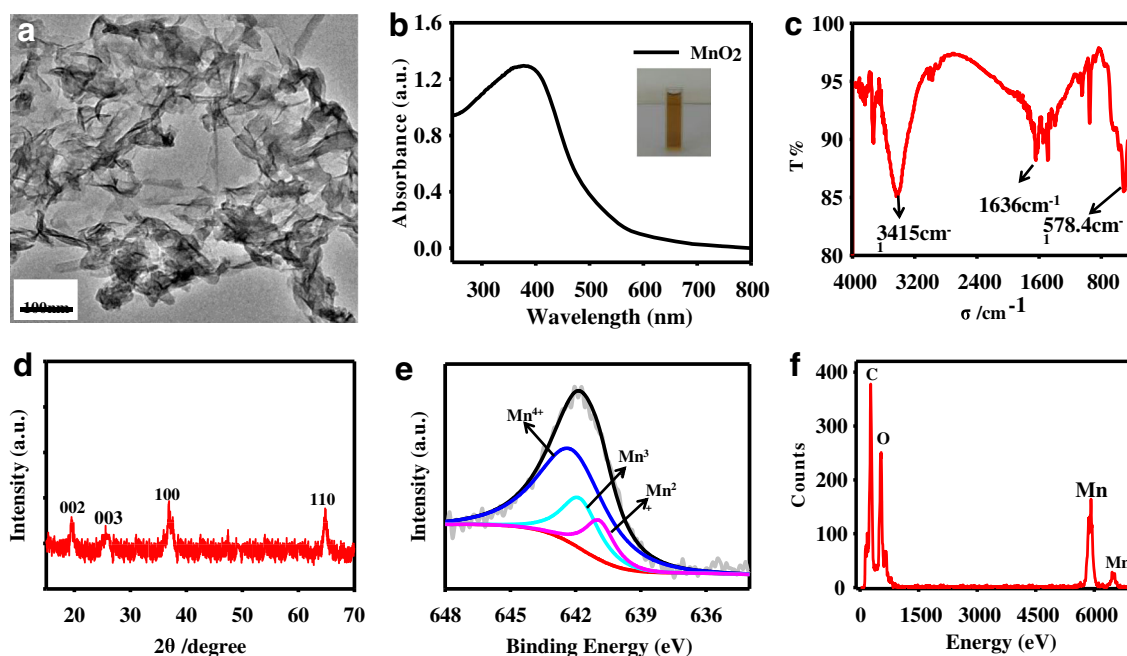 a
100nm
b
Absorbance (a.u.)
1.6
1.2
0.8
0.4
0.0
MnO2
300 400 500 600 700 800
Wavelength (nm)
c
T%
100
95
90
85
80
3415cm-
1
1636cm-1
578.4cm-
1
4000 3200 2400 1600 800
σ /cm-1
d
Intensity (a.u.)
002
003
100
110
20 30 40 50 60 70
2θ /degree
e
Intensity (a.u.)
Mn4+
Mn3
Mn2
+
648 645 642 639 636
Binding Energy (eV)
f
Counts
400
300
200
100
0
C
O
Mn
Mn
0 1500 3000 4500 6000
Energy (eV)